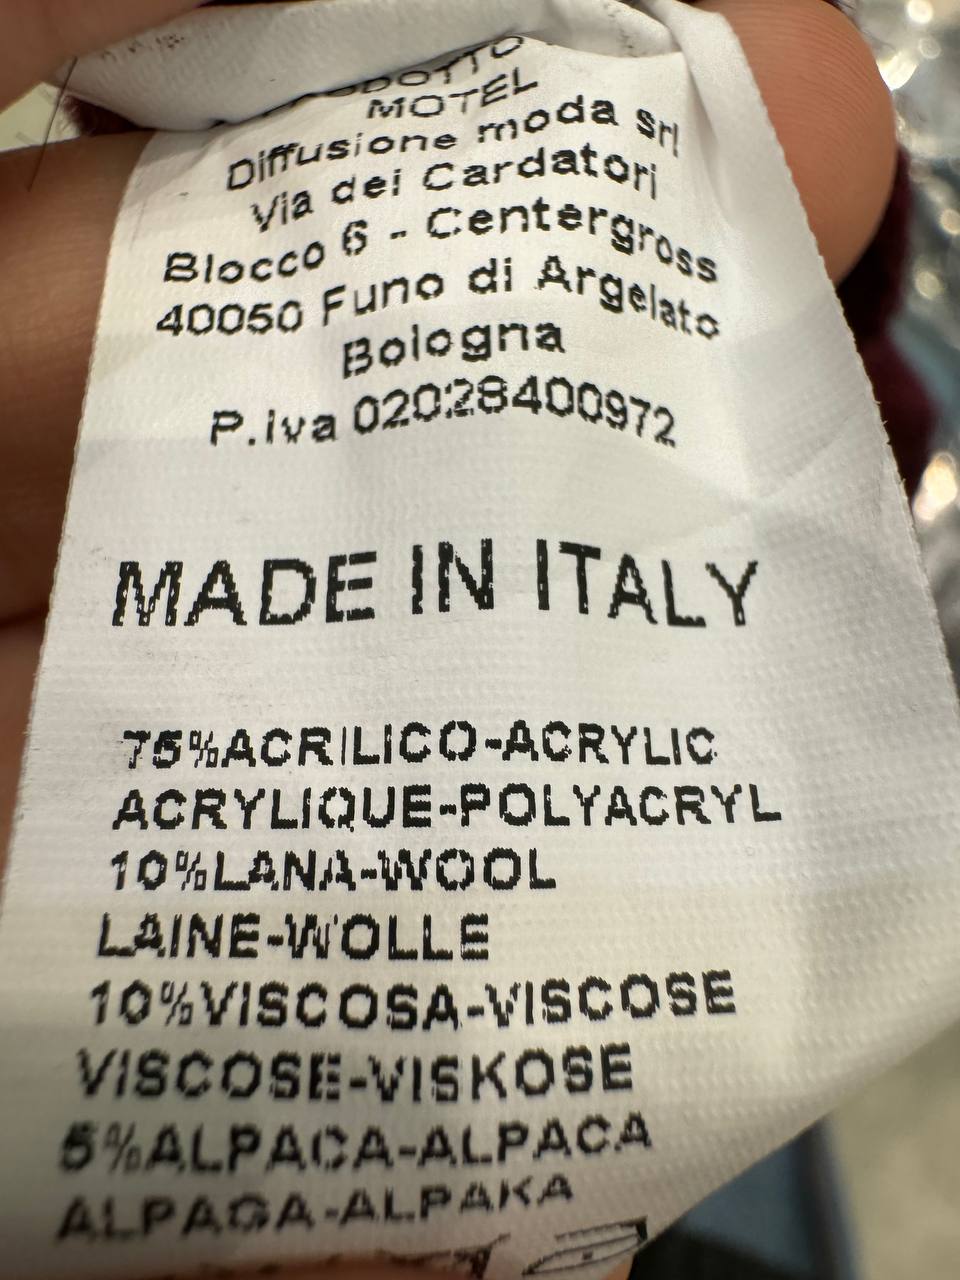 PRODOTTO
MOTEL
Diffusione moda Srl
Via dei Cardatori
Blocco 6 - Centergross
40050 Funo di Argelato
Bologna
P.Iva 02028400972
MADE IN ITALY
75%ACRILICO-ACRYLIC
ACRYLIQUE-POLYACRYL
10%LANA-WOOL
LAINE-WOLLE
10%VISCOSA-VISCOSE
VISCOSE-VISKOSE
5%ALPACA-ALPACA
ALPAGA-ALPAKA